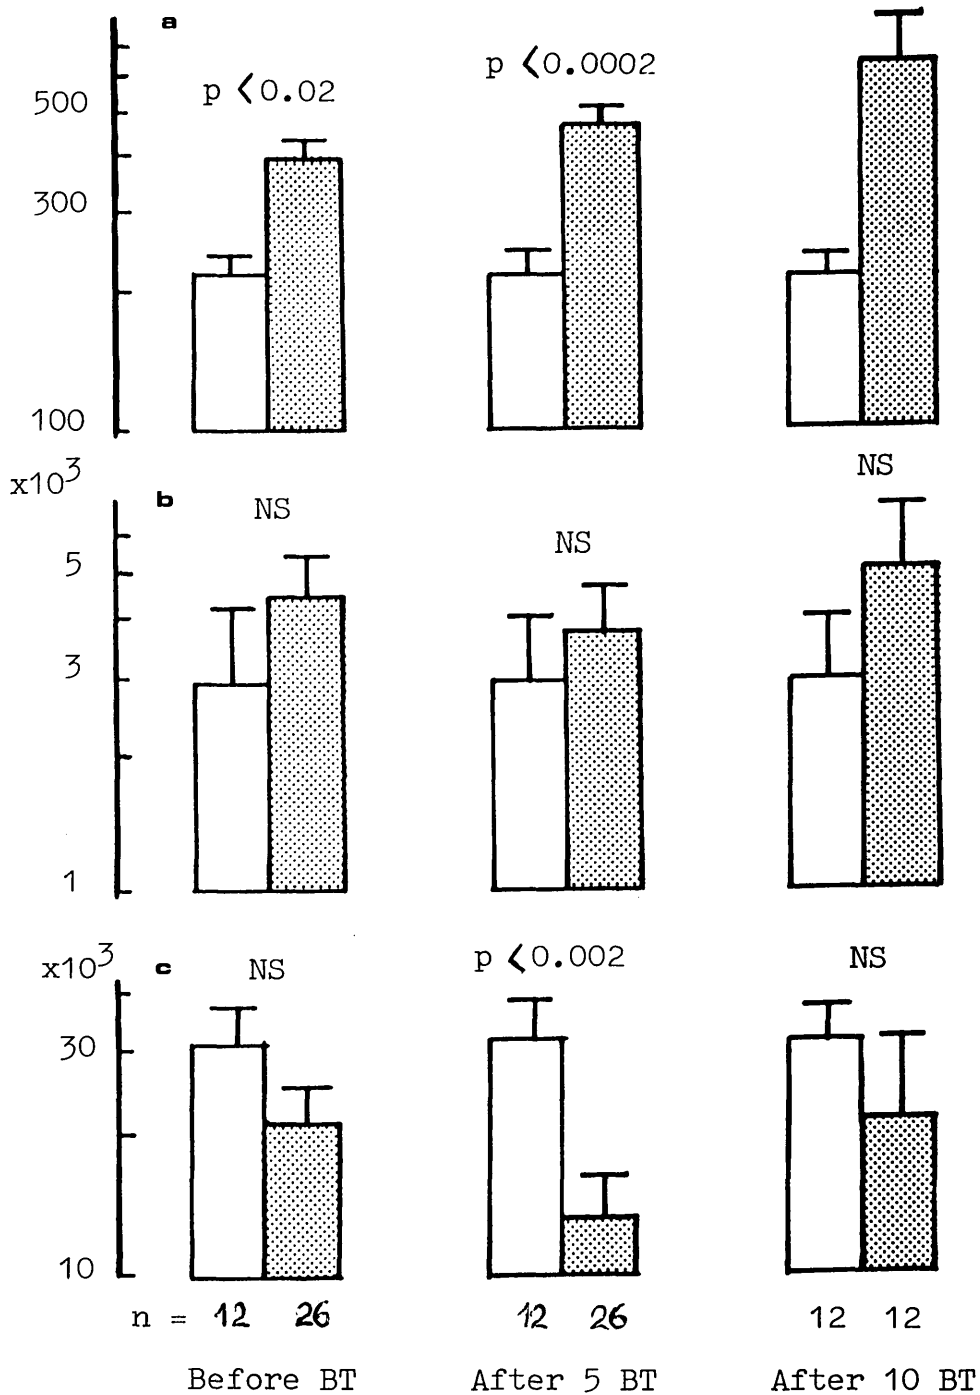 a
p <0.02
p <0.0002
500
300
100
x10³
b
NS
NS
NS
5
3
1
x10³
c
NS
p <0.002
NS
30
10
n = 12 26 12 26 12 12
Before BT After 5 BT After 10 BT